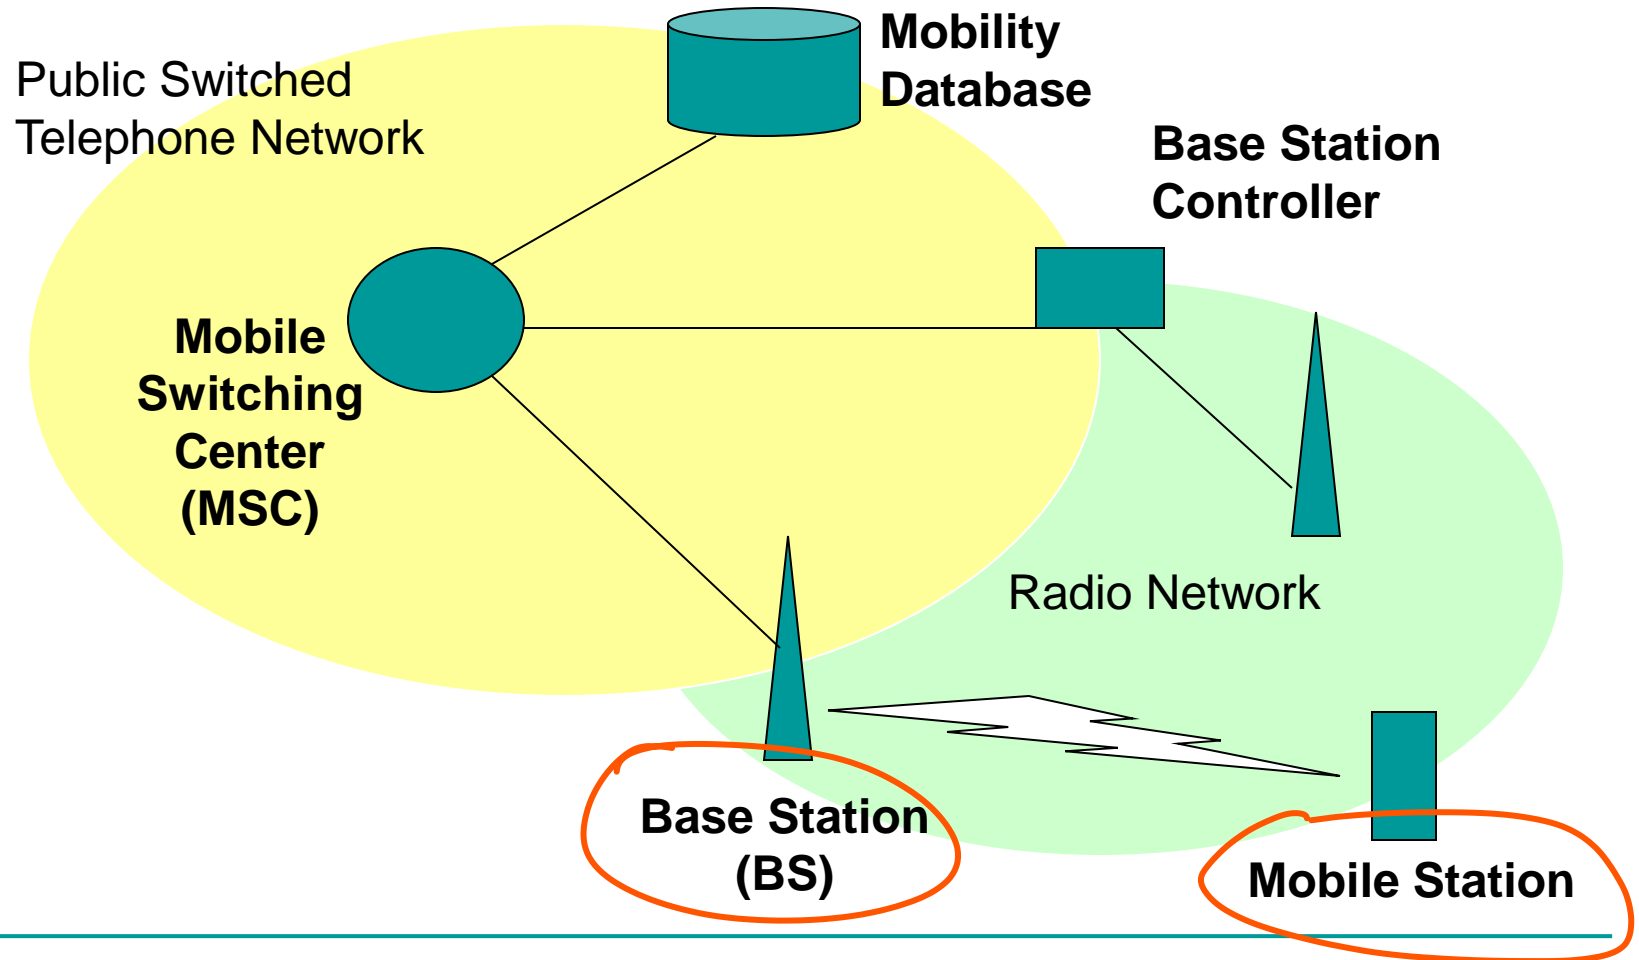 Public Switched
Telephone Network
Mobility
Database
Base Station
Controller
Mobile
Switching
Center
(MSC)
Radio Network
Base Station
(BS)
Mobile Station